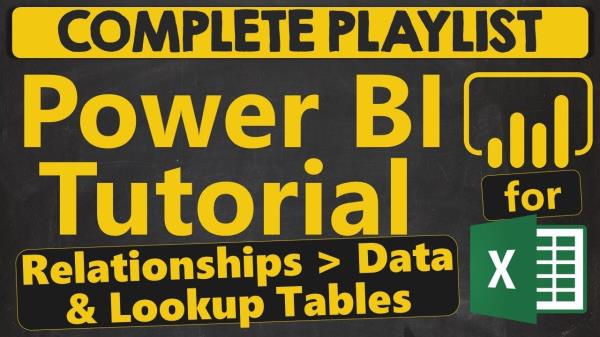 COMPLETE PLAYLIST
Power BI
Tutorial
for
Relationships > Data
& Lookup Tables
X